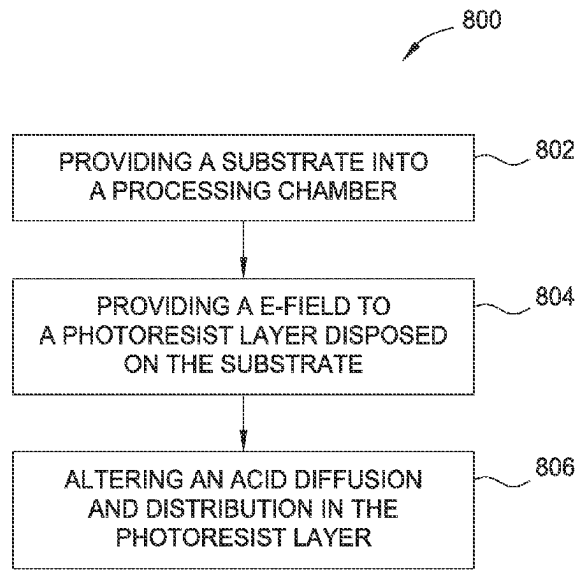 800
PROVIDING A SUBSTRATE INTO
A PROCESSING CHAMBER
802
PROVIDING A E-FIELD TO
A PHOTORESIST LAYER DISPOSED
ON THE SUBSTRATE
804
ALTERING AN ACID DIFFUSION
AND DISTRIBUTION IN THE
PHOTORESIST LAYER
806